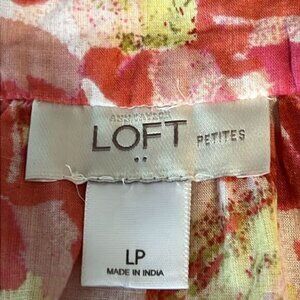 ANN TAYLOR
LOFT PETITES
LP
MADE IN INDIA